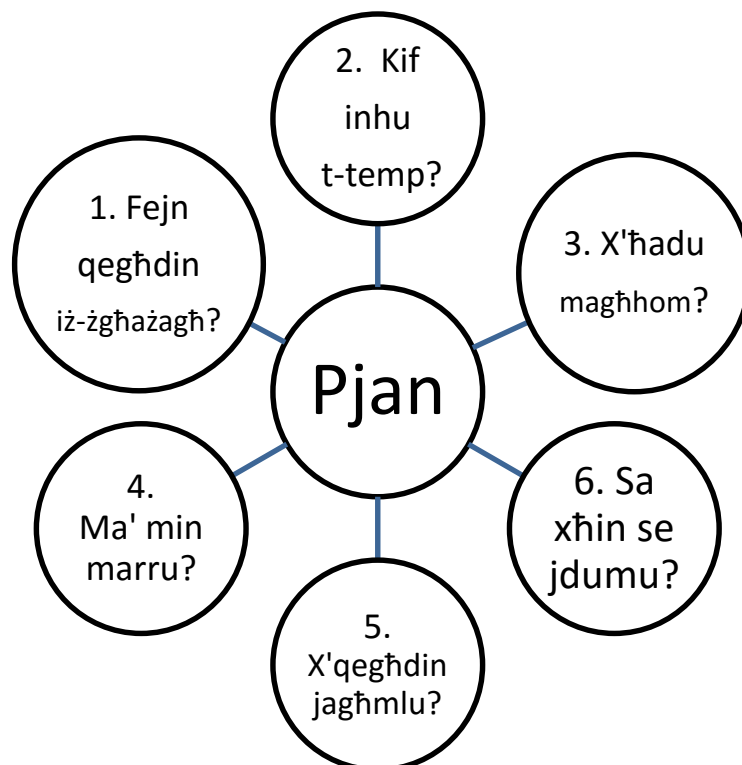 2. Kif
inhu
t-temp?
1. Fejn
qegħdin
iż-żgħażagħ?
3. X'ħadu
magħhom?
Pjan
4.
Ma' min
marru?
6. Sa
xħin se
jdumu?
5.
X'qegħdin
jagħmlu?